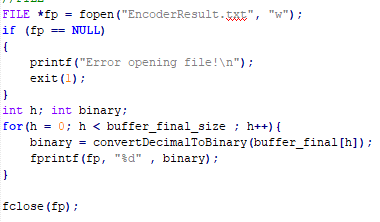 FILE *fp = fopen("EncoderResult.txt", "w");
if (fp == NULL)
{
printf("Error opening file!\n");
exit(1);
}
int h; int binary;
for(h = 0; h < buffer_final_size ; h++){
binary = convertDecimalToBinary(buffer_final[h]);
fprintf(fp, "%d" , binary);
}
fclose(fp);